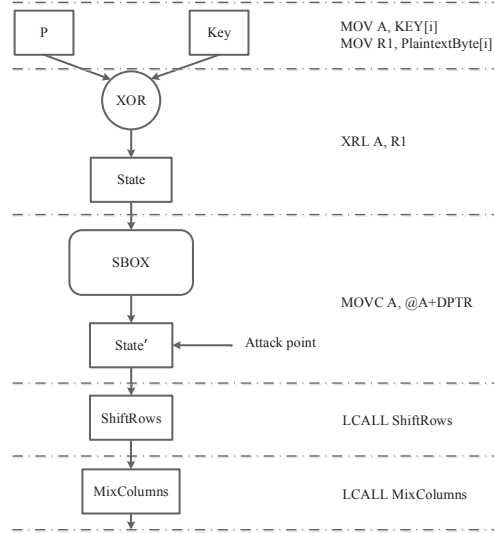 P
Key
MOV A, KEY[i]
MOV R1, PlaintextByte[i]
XOR
XRL A, R1
State
SBOX
MOVC A, @A+DPTR
State′
Attack point
ShiftRows
LCALL ShiftRows
MixColumns
LCALL MixColumns